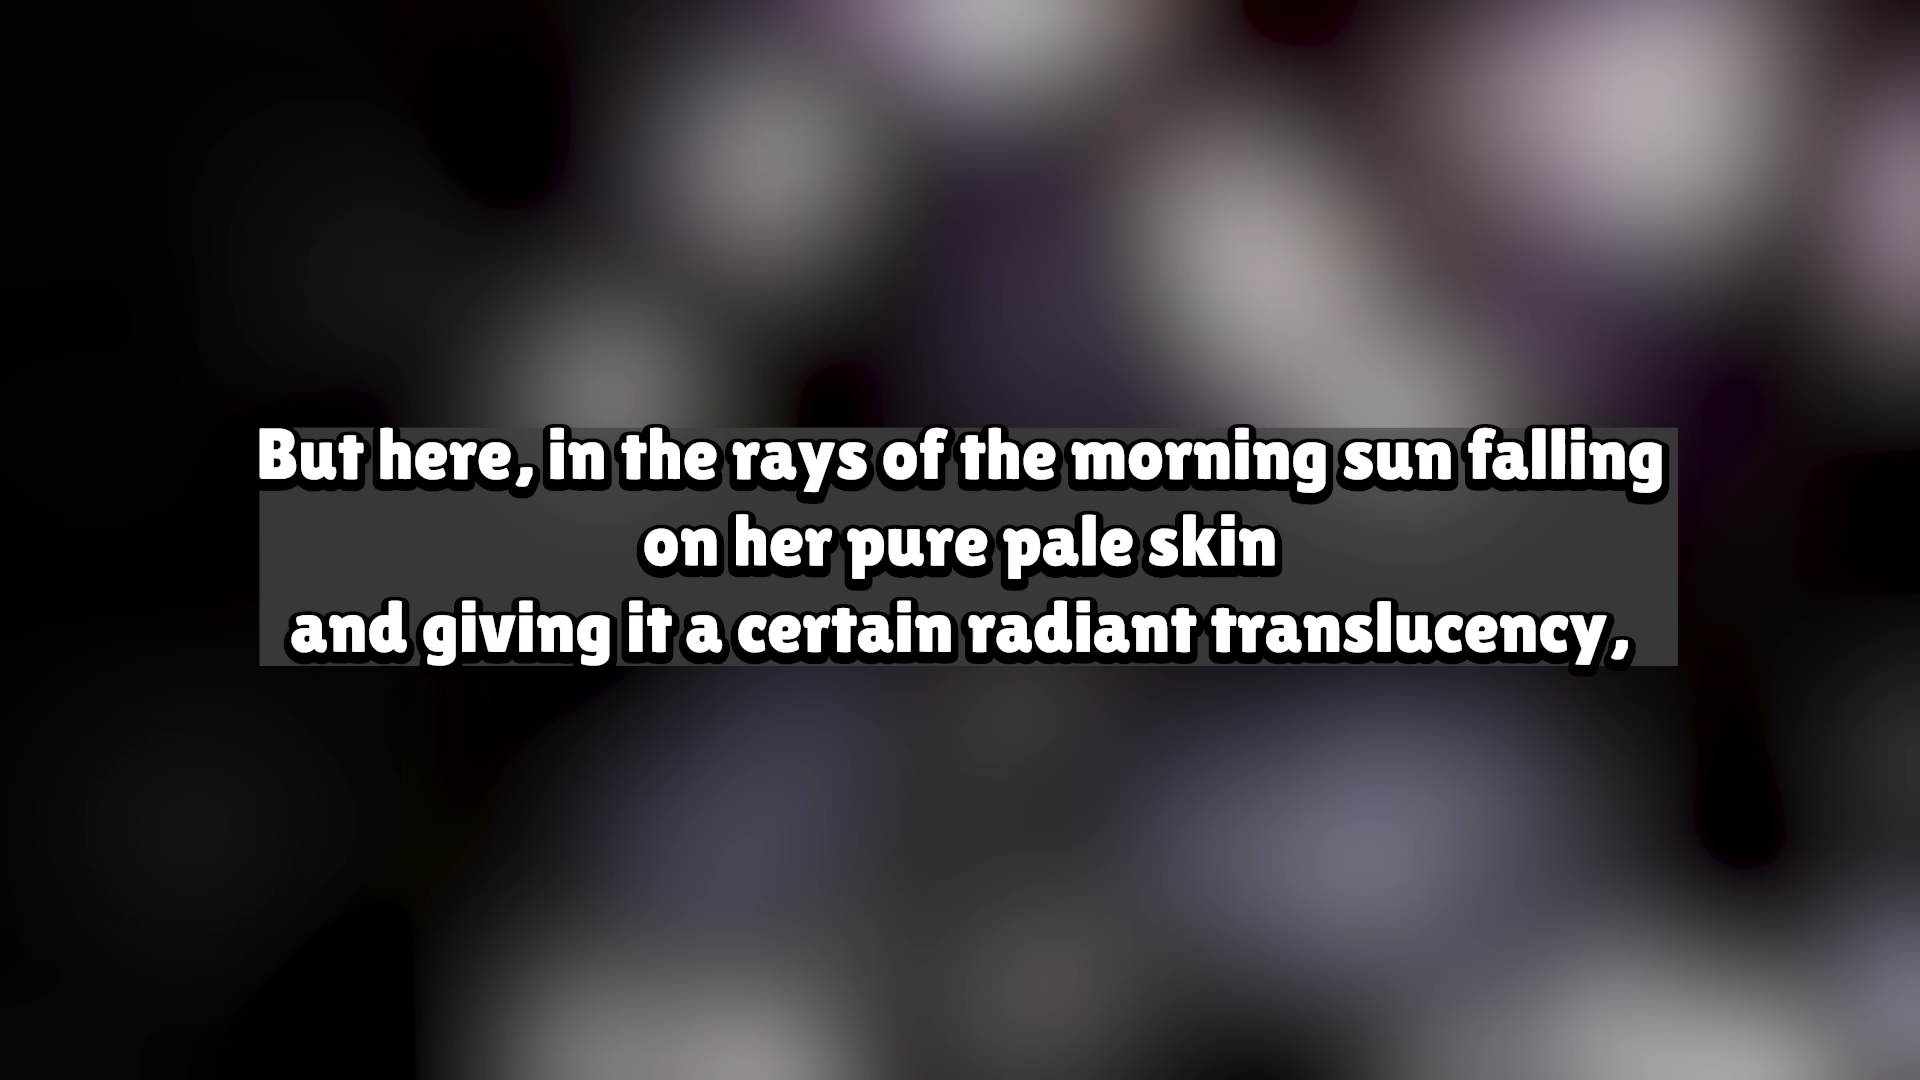 But here, in the rays of the morning sun falling
on her pure pale skin
and giving it a certain radiant translucency,